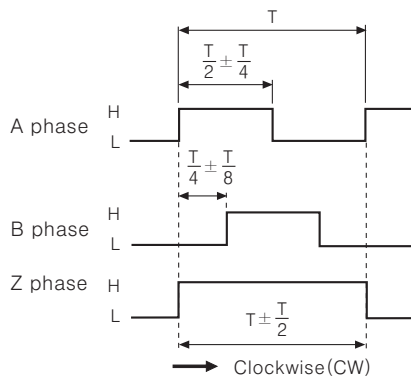 T
T/2 ± T/4
H
A phase
L
T/4 ± T/8
H
B phase
L
Z phase H
L
T ± T/2
Clockwise(CW)